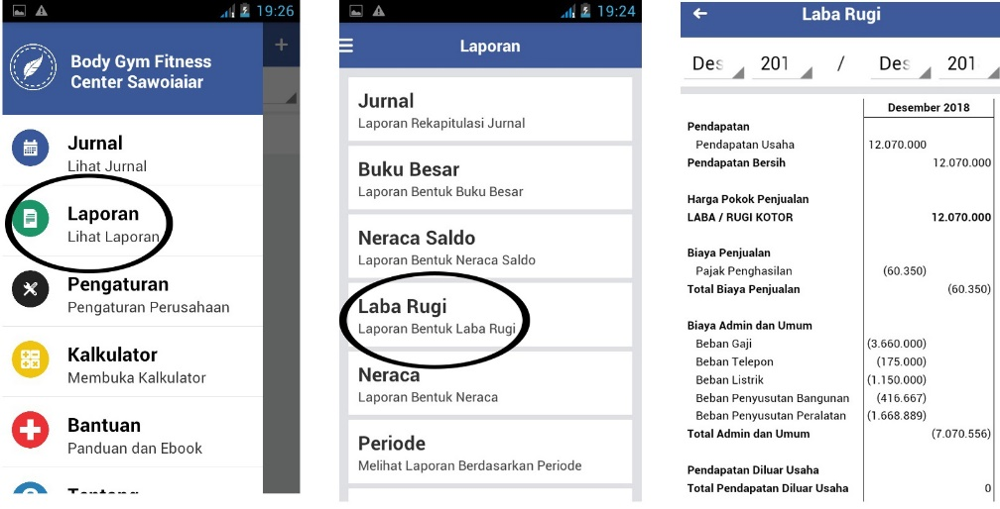 19:26
Body Gym Fitness
Center Sawoiaiar
Jurnal
Lihat Jurnal
Laporan
Lihat Laporan
Pengaturan
Pengaturan Perusahaan
Kalkulator
Membuka Kalkulator
Bantuan
Panduan dan Ebook
19:24
Laporan
Jurnal
Laporan Rekapitulasi Jurnal
Buku Besar
Laporan Bentuk Buku Besar
Neraca Saldo
Laporan Bentuk Neraca Saldo
Laba Rugi
Laporan Bentuk Laba Rugi
Neraca
Laporan Bentuk Neraca
Periode
Melihat Laporan Berdasarkan Periode
Laba Rugi
Des 201 / Des 201
Desember 2018
Pendapatan
Pendapatan Usaha 12.070.000
Pendapatan Bersih 12.070.000
Harga Pokok Penjualan
LABA / RUGI KOTOR 12.070.000
Biaya Penjualan
Pajak Penghasilan (60.350)
Total Biaya Penjualan (60.350)
Biaya Admin dan Umum
Beban Gaji (3.660.000)
Beban Telepon (175.000)
Beban Listrik (1.150.000)
Beban Penyusutan Bangunan (416.667)
Beban Penyusutan Peralatan (1.668.889)
Total Admin dan Umum (7.070.556)
Pendapatan Diluar Usaha
Total Pendapatan Diluar Usaha 0